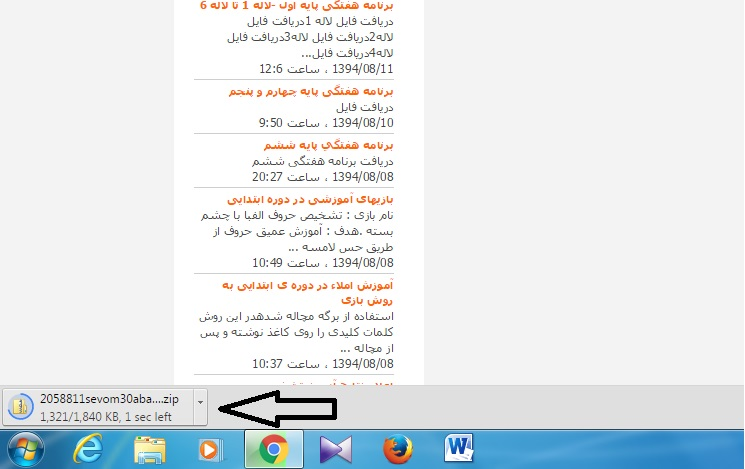 برنامه هفتگی پایه اول -لاله 1 تا لاله 6
دریافت فایل لاله 1دریافت فایل
لاله2دریافت فایل لاله3دریافت فایل
لاله4دریافت فایل...
1394/08/11 ، ساعت 12:6
برنامه هفتگی پایه چهارم و پنجم
دریافت فایل
1394/08/10 ، ساعت 9:50
برنامه هفتگی پایه ششم
دریافت برنامه هفتگی ششم
1394/08/08 ، ساعت 20:27
بازیهای آموزشی در دوره ابتدایی
نام بازی : تشخیص حروف الفبا با چشم
بسته .هدف : آموزش عمیق حروف از
طریق حس لامسه ...
1394/08/08 ، ساعت 10:49
آموزش املاء در دوره ی ابتدایی به
روش بازی
استفاده از برگه مچاله شدهدر این روش
کلمات کلیدی را روی کاغذ نوشته و پس
از مچاله ...
1394/08/08 ، ساعت 10:37
2058811sevom30aba....zip
1,321/1,840 KB, 1 sec left